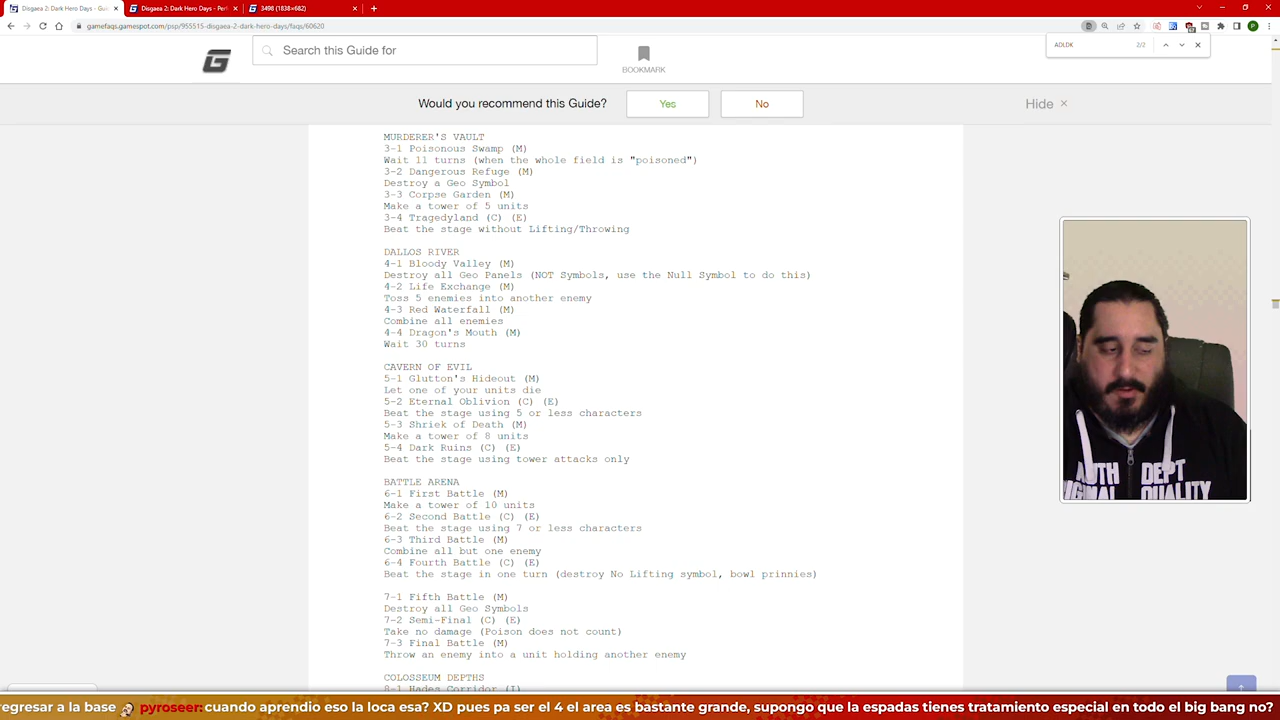 Disgaea 2: Dark Hero Days - Gui
Disgaea 2: Dark Hero Days - Per
3498 (1838×682)
gamefaqs.gamespot.com/psp/955515-disgaea-2-dark-hero-days/faqs/60620
ADLDK 2/2
Search this Guide for
BOOKMARK
Would you recommend this Guide? Yes No Hide ×
MURDERER'S VAULT
3-1 Poisonous Swamp (M)
Wait 11 turns (when the whole field is "poisoned")
3-2 Dangerous Refuge (M)
Destroy a Geo Symbol
3-3 Corpse Garden (M)
Make a tower of 5 units
3-4 Tragedyland (C) (E)
Beat the stage without Lifting/Throwing
DALLOS RIVER
4-1 Bloody Valley (M)
Destroy all Geo Panels (NOT Symbols, use the Null Symbol to do this)
4-2 Life Exchange (M)
Toss 5 enemies into another enemy
4-3 Red Waterfall (M)
Combine all enemies
4-4 Dragon's Mouth (M)
Wait 30 turns
CAVERN OF EVIL
5-1 Glutton's Hideout (M)
Let one of your units die
5-2 Eternal Oblivion (C) (E)
Beat the stage using 5 or less characters
5-3 Shriek of Death (M)
Make a tower of 8 units
5-4 Dark Ruins (C) (E)
Beat the stage using tower attacks only
BATTLE ARENA
6-1 First Battle (M)
Make a tower of 10 units
6-2 Second Battle (C) (E)
Beat the stage using 7 or less characters
6-3 Third Battle (M)
Combine all but one enemy
6-4 Fourth Battle (C) (E)
Beat the stage in one turn (destroy No Lifting symbol, bowl prinnies)
7-1 Fifth Battle (M)
Destroy all Geo Symbols
7-2 Semi-Final (C) (E)
Take no damage (Poison does not count)
7-3 Final Battle (M)
Throw an enemy into a unit holding another enemy
COLOSSEUM DEPTHS
8-1 Hades Corridor (I)
AUTH DEPT
IGINAL QUALITY
regresar a la base pyroseer: cuando aprendio eso la loca esa? XD pues pa ser el 4 el area es bastante grande, supongo que la espadas tienes tratamiento especial en todo el big bang no?